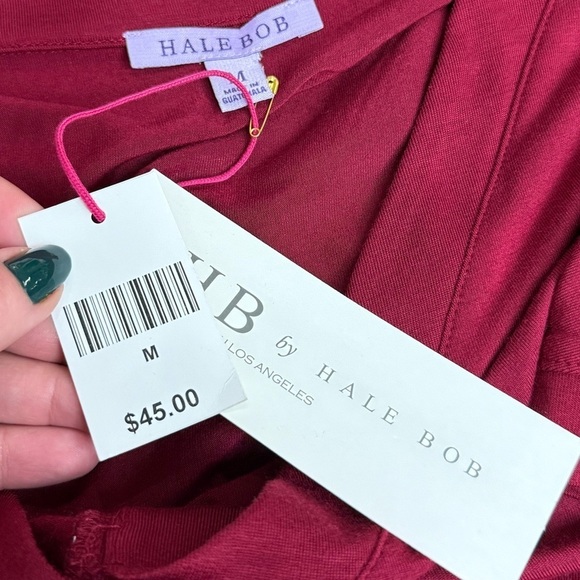 HALE BOB
M
MADE IN
GUATEMALA
M
$45.00
HB by HALE BOB
LOS ANGELES